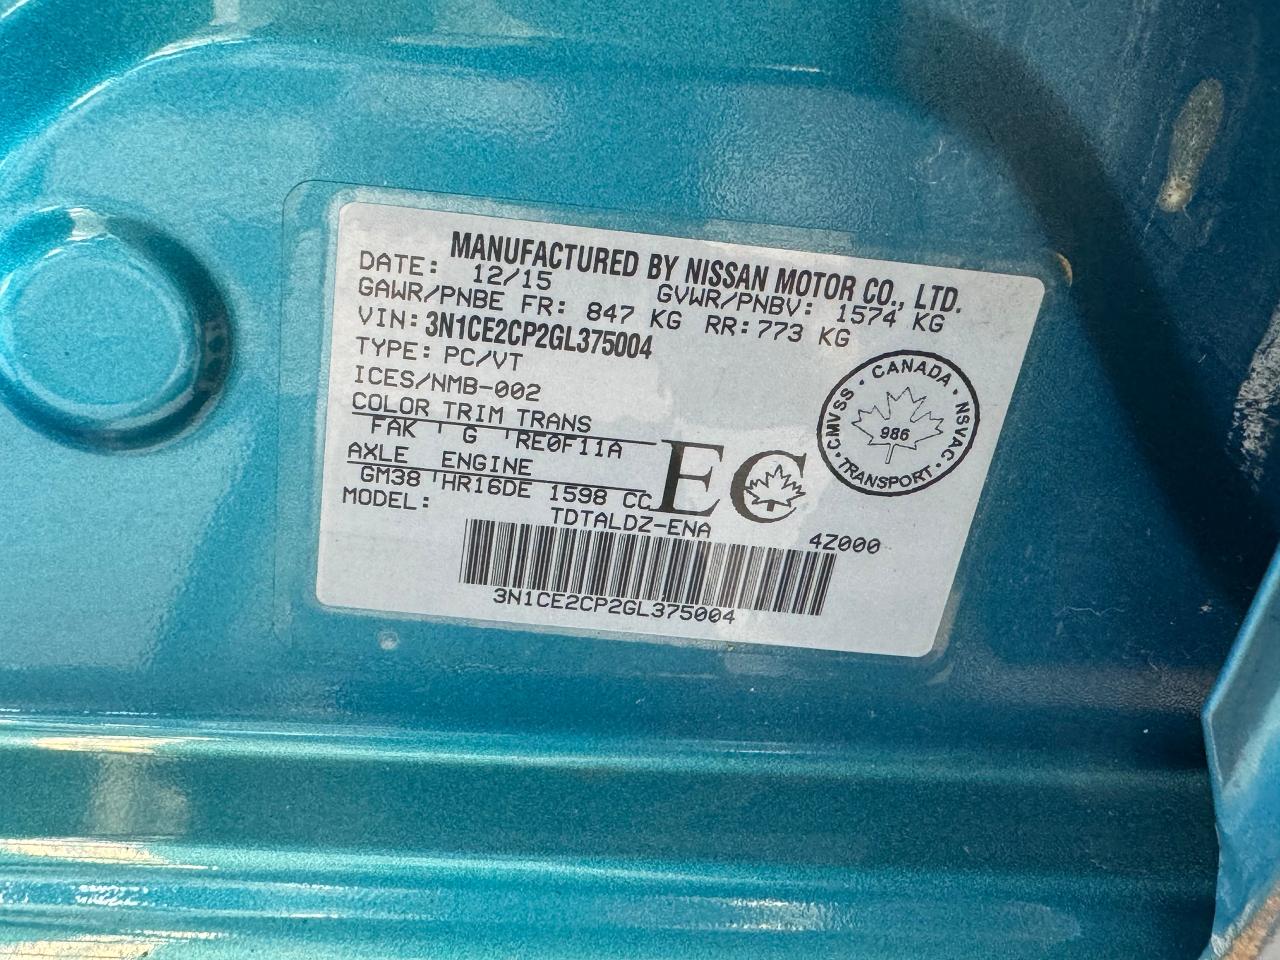 MANUFACTURED BY NISSAN MOTOR CO., LTD.
DATE: 12/15 GVWR/PNBV: 1574 KG
GAWR/PNBE FR: 847 KG RR: 773 KG
VIN: 3N1CE2CP2GL375004
TYPE: PC/VT
ICES/NMB-002
COLOR TRIM TRANS
FAK G RE0F11A
AXLE ENGINE
GM38 HR16DE 1598 CC
MODEL:
TDTALDZ-ENA 4Z000
3N1CE2CP2GL375004
EC
CANADA
CMVSS
NSVAC
986
TRANSPORT